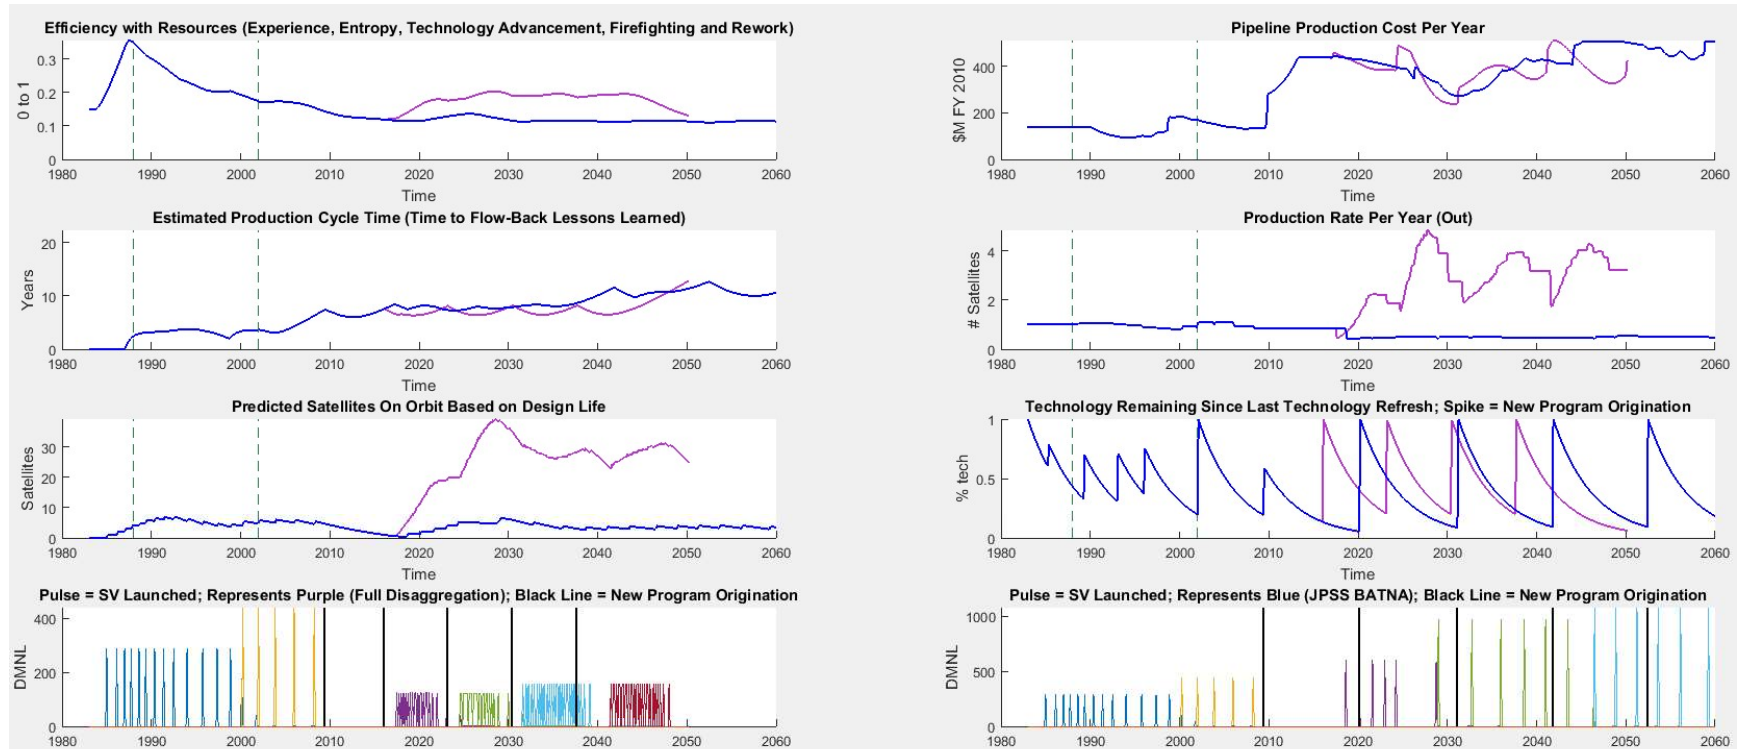 Efficiency with Resources (Experience, Entropy, Technology Advancement, Firefighting and Rework)
0.3
0.2
0.1
0
0 to 1
1980 1990 2000 2010 2020 2030 2040 2050 2060
Time
Pipeline Production Cost Per Year
400
200
0
$M FY 2010
1980 1990 2000 2010 2020 2030 2040 2050 2060
Time
Estimated Production Cycle Time (Time to Flow-Back Lessons Learned)
20
10
0
Years
1980 1990 2000 2010 2020 2030 2040 2050 2060
Time
Production Rate Per Year (Out)
4
2
0
# Satellites
1980 1990 2000 2010 2020 2030 2040 2050 2060
Time
Predicted Satellites On Orbit Based on Design Life
30
20
10
0
Satellites
1980 1990 2000 2010 2020 2030 2040 2050 2060
Time
Technology Remaining Since Last Technology Refresh; Spike = New Program Origination
1
0.5
0
% tech
1980 1990 2000 2010 2020 2030 2040 2050 2060
Time
Pulse = SV Launched; Represents Purple (Full Disaggregation); Black Line = New Program Origination
400
200
0
DMNL
1980 1990 2000 2010 2020 2030 2040 2050 2060
Pulse = SV Launched; Represents Blue (JPSS BATNA); Black Line = New Program Origination
1000
500
0
DMNL
1980 1990 2000 2010 2020 2030 2040 2050 2060